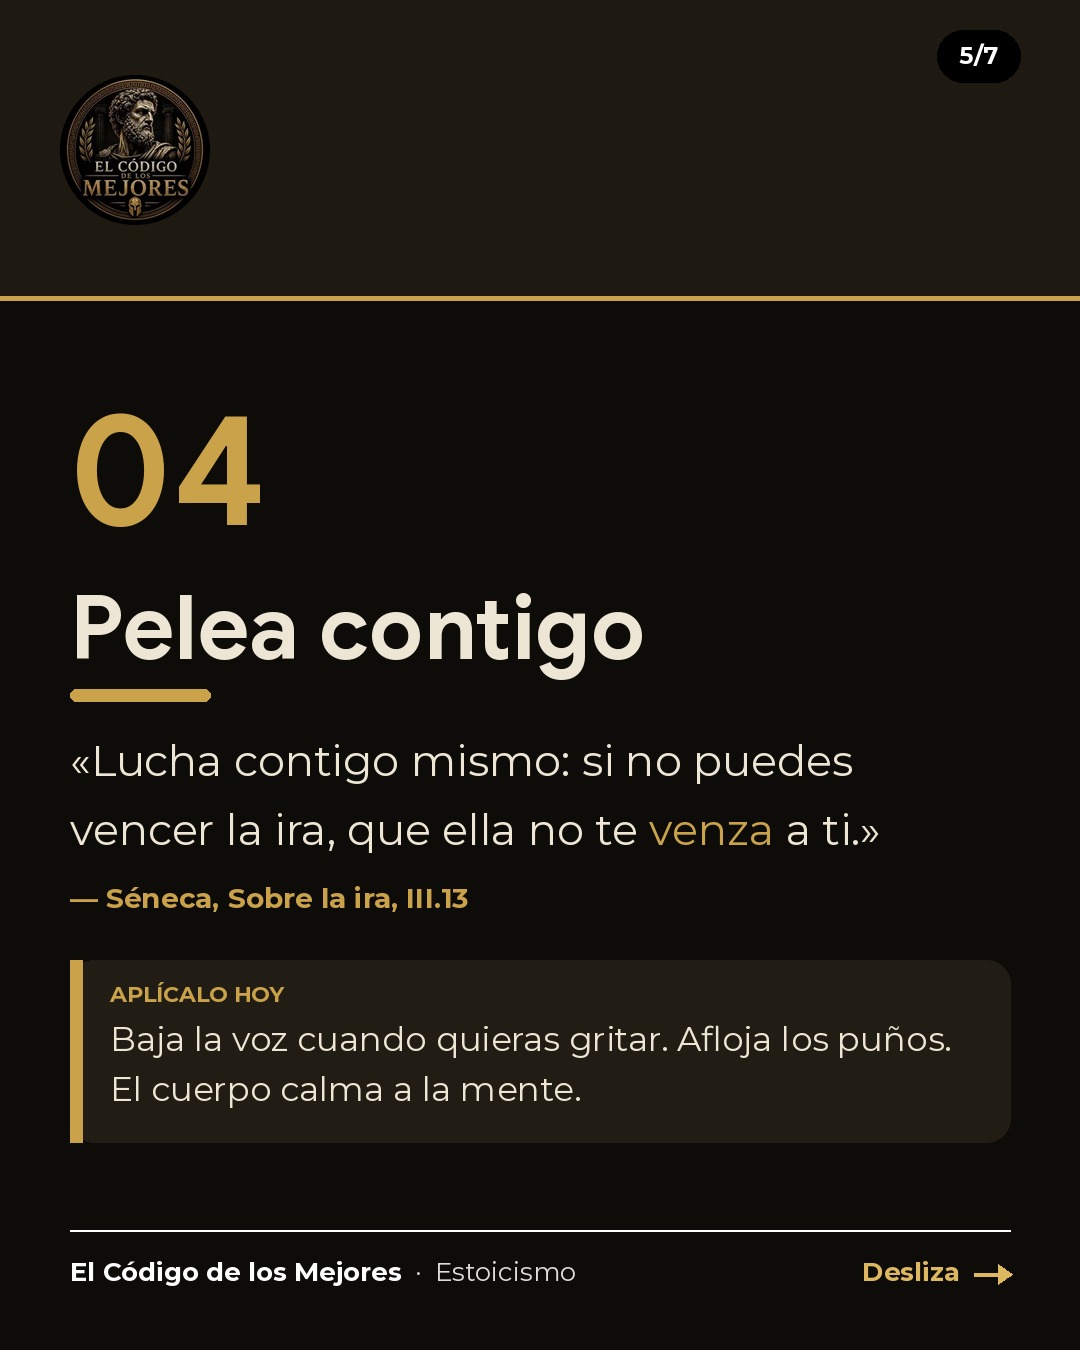 5/7
EL CÓDIGO
DE LOS
MEJORES
04
Pelea contigo
«Lucha contigo mismo: si no puedes
vencer la ira, que ella no te venza a ti.»
— Séneca, Sobre la ira, III.13
APLÍCALO HOY
Baja la voz cuando quieras gritar. Afloja los puños.
El cuerpo calma a la mente.
El Código de los Mejores · Estoicismo
Desliza →